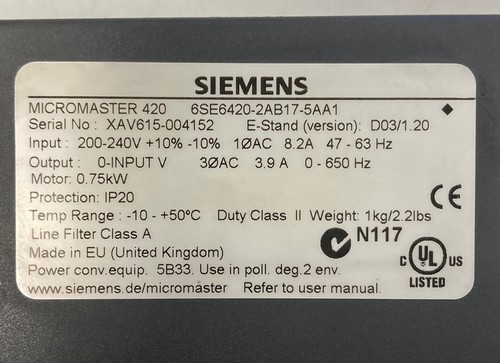 SIEMENS
MICROMASTER 420 6SE6420-2AB17-5AA1
Serial No : XAV615-004152 E-Stand (version): D03/1.20
Input : 200-240V +10% -10% 1ØAC 8.2A 47 - 63 Hz
Output : 0-INPUT V 3ØAC 3.9 A 0 - 650 Hz
Motor: 0.75kW
Protection: IP20
CE
Temp Range : -10 - +50ºC Duty Class II Weight: 1kg/2.2lbs
Line Filter Class A
N117
Made in EU (United Kingdom)
C UL US
LISTED
Power conv.equip. 5B33. Use in poll. deg.2 env.
www.siemens.de/micromaster Refer to user manual.